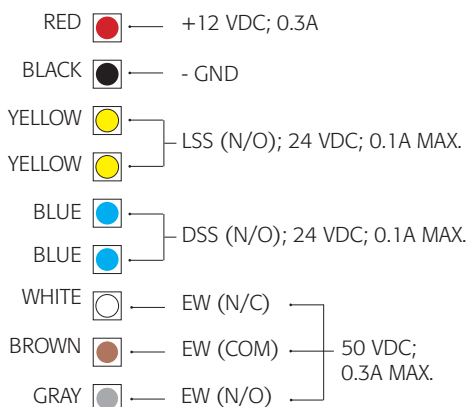 RED +12 VDC; 0.3A
BLACK - GND
YELLOW
LSS (N/O); 24 VDC; 0.1A MAX.
YELLOW
BLUE
DSS (N/O); 24 VDC; 0.1A MAX.
BLUE
WHITE EW (N/C)
BROWN EW (COM) 50 VDC;
0.3A MAX.
GRAY EW (N/O)